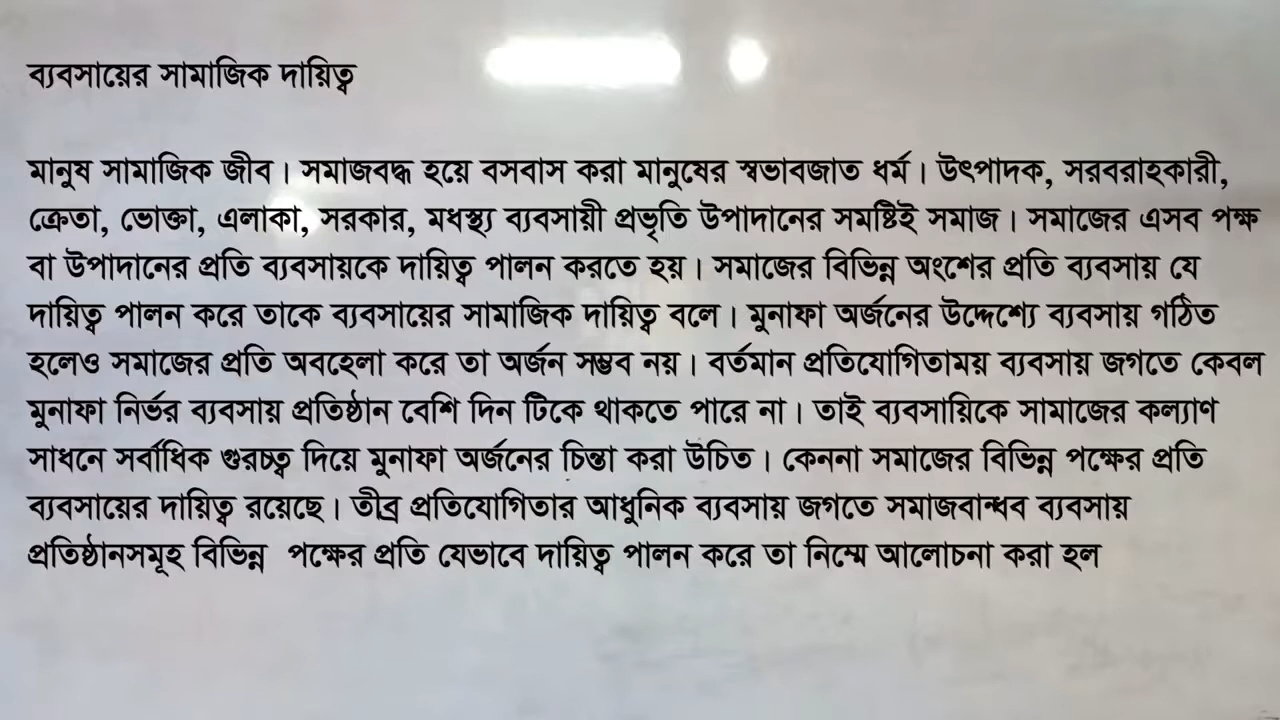 ব্যবসায়ের সামাজিক দায়িত্ব
মানুষ সামাজিক জীব। সমাজবদ্ধ হয়ে বসবাস করা মানুষের স্বভাবজাত ধর্ম। উৎপাদক, সরবরাহকারী,
ক্রেতা, ভোক্তা, এলাকা, সরকার, মধস্থ্য ব্যবসায়ী প্রভৃতি উপাদানের সমষ্টিই সমাজ। সমাজের এসব পক্ষ
বা উপাদানের প্রতি ব্যবসায়কে দায়িত্ব পালন করতে হয়। সমাজের বিভিন্ন অংশের প্রতি ব্যবসায় যে
দায়িত্ব পালন করে তাকে ব্যবসায়ের সামাজিক দায়িত্ব বলে। মুনাফা অর্জনের উদ্দেশ্যে ব্যবসায় গঠিত
হলেও সমাজের প্রতি অবহেলা করে তা অর্জন সম্ভব নয়। বর্তমান প্রতিযোগিতাময় ব্যবসায় জগতে কেবল
মুনাফা নির্ভর ব্যবসায় প্রতিষ্ঠান বেশি দিন টিকে থাকতে পারে না। তাই ব্যবসায়িকে সামাজের কল্যাণ
সাধনে সর্বাধিক গুরচত্ব দিয়ে মুনাফা অর্জনের চিন্তা করা উচিত। কেননা সমাজের বিভিন্ন পক্ষের প্রতি
ব্যবসায়ের দায়িত্ব রয়েছে। তীব্র প্রতিযোগিতার আধুনিক ব্যবসায় জগতে সমাজবান্ধব ব্যবসায়
প্রতিষ্ঠানসমূহ বিভিন্ন পক্ষের প্রতি যেভাবে দায়িত্ব পালন করে তা নিম্মে আলোচনা করা হল